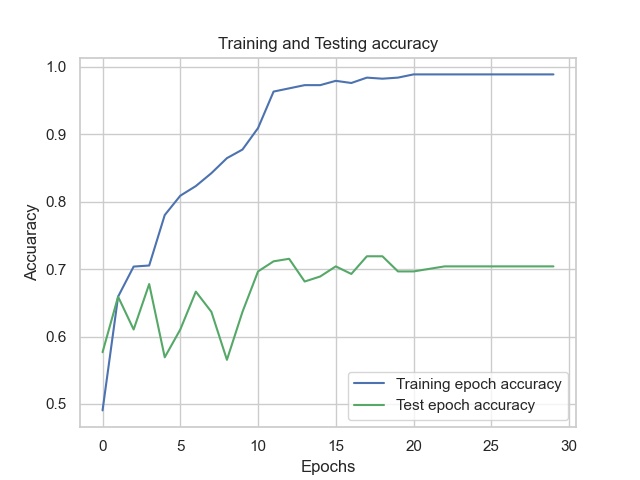 Training and Testing accuracy
1.0
0.9
0.8
0.7
0.6
0.5
Accuaracy
0 5 10 15 20 25 30
Epochs
Training epoch accuracy
Test epoch accuracy